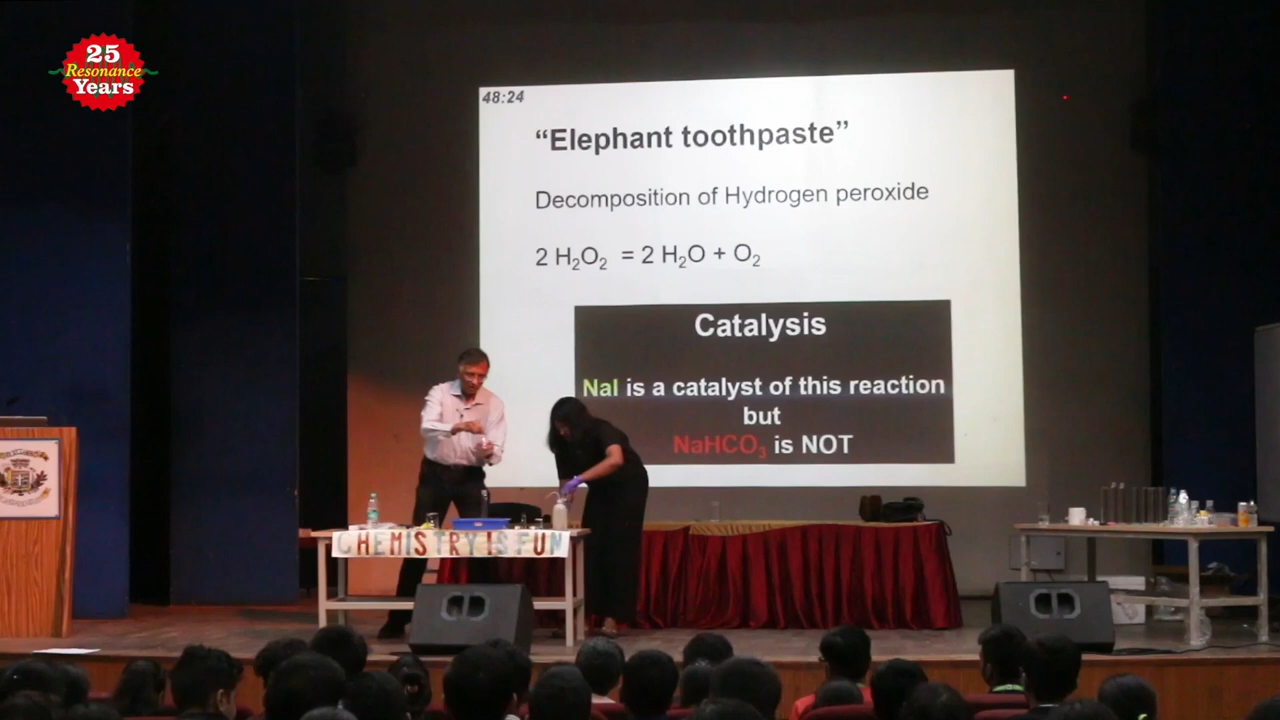 25
Resonance
Years
48:24
“Elephant toothpaste”
Decomposition of Hydrogen peroxide
2 H₂O₂ = 2 H₂O + O₂
Catalysis
NaI is a catalyst of this reaction
but
NaHCO₃ is NOT
CHEMISTRY IS FUN